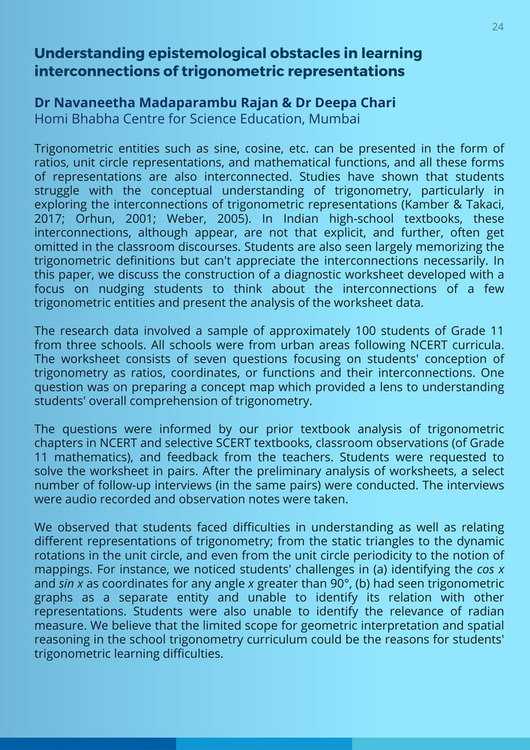 24
Understanding epistemological obstacles in learning
interconnections of trigonometric representations
Dr Navaneetha Madaparambu Rajan & Dr Deepa Chari
Homi Bhabha Centre for Science Education, Mumbai
Trigonometric entities such as sine, cosine, etc. can be presented in the form of
ratios, unit circle representations, and mathematical functions, and all these forms
of representations are also interconnected. Studies have shown that students
struggle with the conceptual understanding of trigonometry, particularly in
exploring the interconnections of trigonometric representations (Kamber & Takaci,
2017; Orhun, 2001; Weber, 2005). In Indian high-school textbooks, these
interconnections, although appear, are not that explicit, and further, often get
omitted in the classroom discourses. Students are also seen largely memorizing the
trigonometric definitions but can't appreciate the interconnections necessarily. In
this paper, we discuss the construction of a diagnostic worksheet developed with a
focus on nudging students to think about the interconnections of a few
trigonometric entities and present the analysis of the worksheet data.
The research data involved a sample of approximately 100 students of Grade 11
from three schools. All schools were from urban areas following NCERT curricula.
The worksheet consists of seven questions focusing on students' conception of
trigonometry as ratios, coordinates, or functions and their interconnections. One
question was on preparing a concept map which provided a lens to understanding
students' overall comprehension of trigonometry.
The questions were informed by our prior textbook analysis of trigonometric
chapters in NCERT and selective SCERT textbooks, classroom observations (of Grade
11 mathematics), and feedback from the teachers. Students were requested to
solve the worksheet in pairs. After the preliminary analysis of worksheets, a select
number of follow-up interviews (in the same pairs) were conducted. The interviews
were audio recorded and observation notes were taken.
We observed that students faced difficulties in understanding as well as relating
different representations of trigonometry; from the static triangles to the dynamic
rotations in the unit circle, and even from the unit circle periodicity to the notion of
mappings. For instance, we noticed students' challenges in (a) identifying the cos x
and sin x as coordinates for any angle x greater than 90°, (b) had seen trigonometric
graphs as a separate entity and unable to identify its relation with other
representations. Students were also unable to identify the relevance of radian
measure. We believe that the limited scope for geometric interpretation and spatial
reasoning in the school trigonometry curriculum could be the reasons for students'
trigonometric learning difficulties.